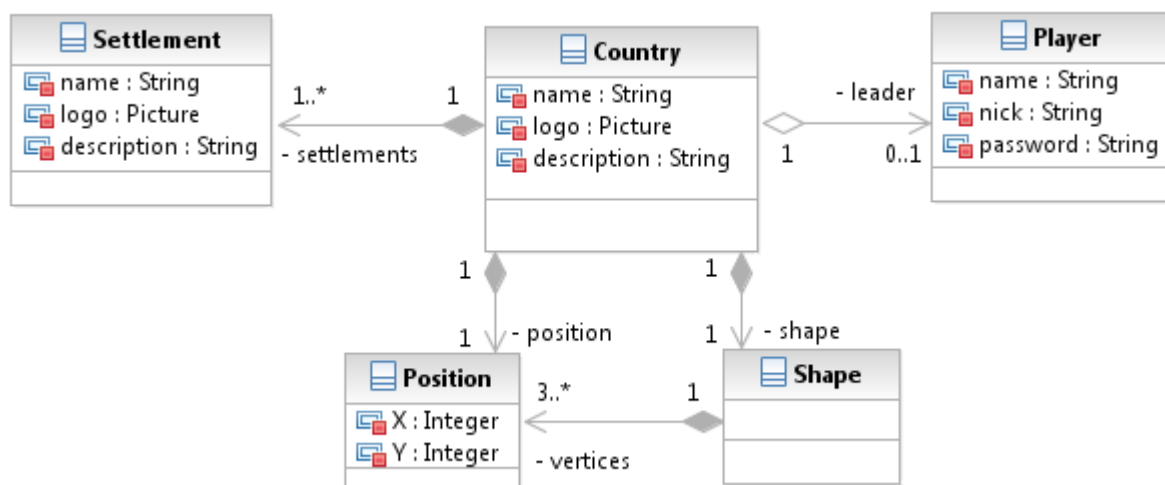 Settlement
name : String
logo : Picture
description : String
1..*
1
- settlements
Country
name : String
logo : Picture
description : String
- leader
1
0..1
Player
name : String
nick : String
password : String
1
1
- position
1
1
- shape
Position
X : Integer
Y : Integer
3..*
1
- vertices
Shape